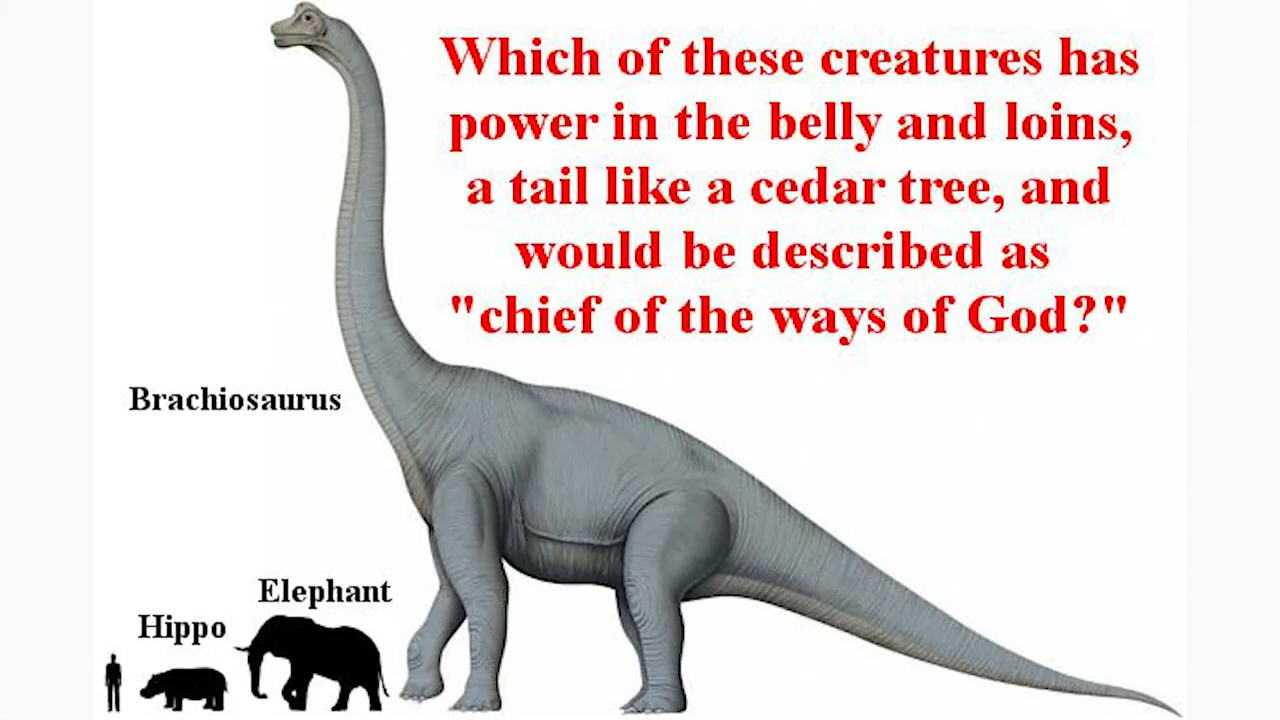 Which of these creatures has
power in the belly and loins,
a tail like a cedar tree, and
would be described as
"chief of the ways of God?"
Brachiosaurus
Elephant
Hippo